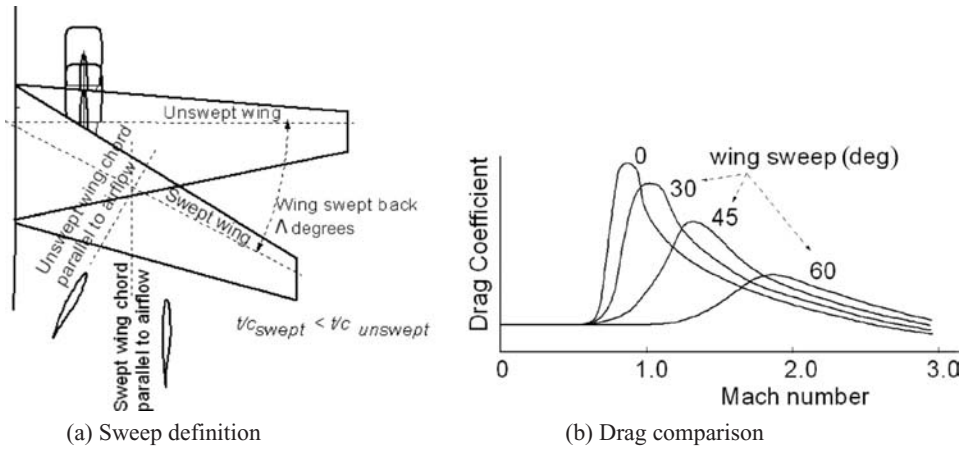 Unswept wing
Unswept wing chord
parallel to airflow
Swept wing
Wing swept back
Λ degrees
Swept wing chord
parallel to airflow
t/c swept < t/c unswept
(a) Sweep definition
Drag Coefficient
0
wing sweep (deg)
30
45
60
0
1.0
2.0
3.0
Mach number
(b) Drag comparison